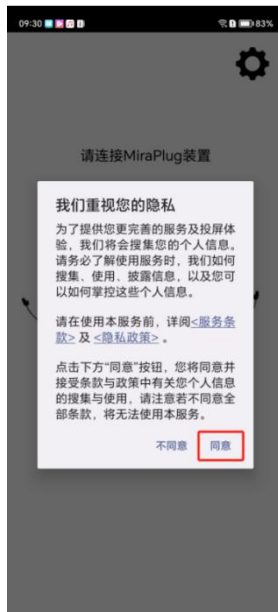 09:30
83%
请连接MiraPlug装置
我们重视您的隐私
为了提供您更完善的服务及投屏体
验，我们将会搜集您的个人信息。
请务必了解使用服务时，我们如何
搜集、使用、披露信息，以及您可
以如何掌控这些个人信息。
请在使用本服务前，详阅<服务条
款> 及 <隐私政策> 。
点击下方“同意”按钮，您将同意并
接受条款与政策中有关您个人信息
的搜集与使用，请注意若不同意全
部条款，将无法使用本服务。
不同意 同意